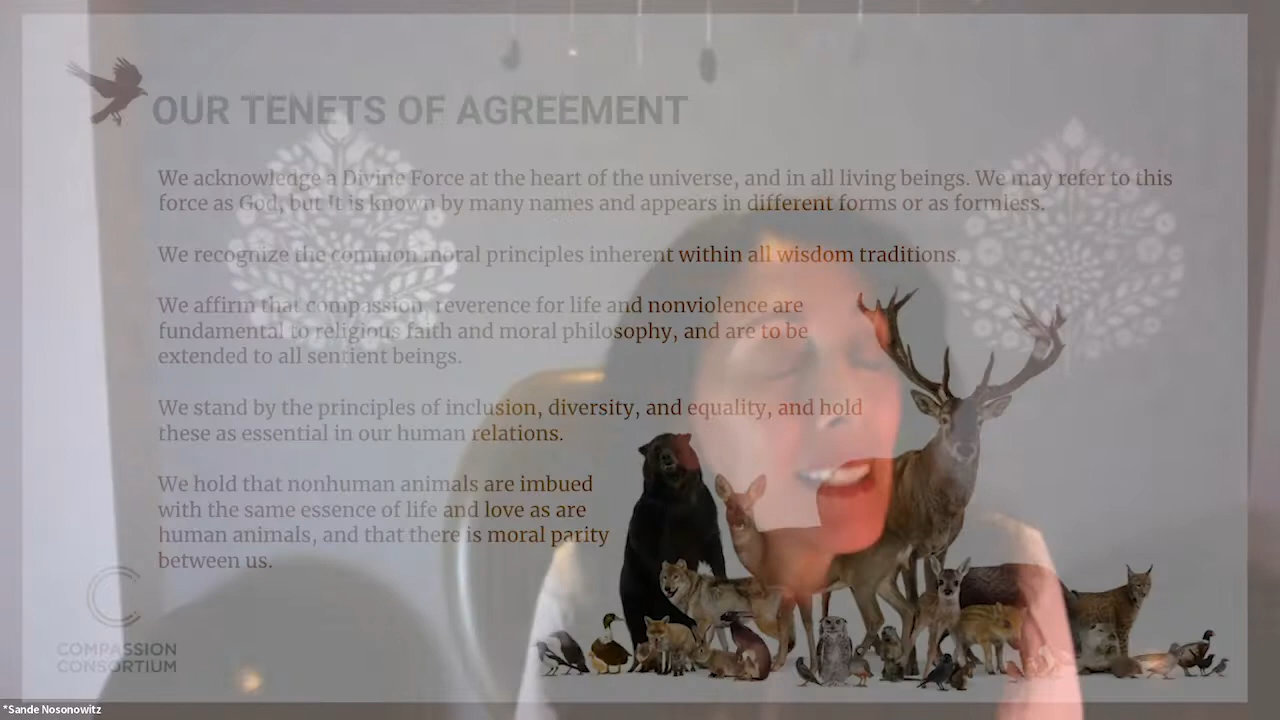 OUR TENETS OF AGREEMENT
We acknowledge a Divine Force at the heart of the universe, and in all living beings. We may refer to this
force as God, but It is known by many names and appears in different forms or as formless.
We recognize the common moral principles inherent within all wisdom traditions.
We affirm that compassion, reverence for life and nonviolence are
fundamental to religious faith and moral philosophy, and are to be
extended to all sentient beings.
We stand by the principles of inclusion, diversity, and equality, and hold
these as essential in our human relations.
We hold that nonhuman animals are imbued
with the same essence of life and love as are
human animals, and that there is moral parity
between us.
COMPASSION
CONSORTIUM
*Sande Nosonowitz